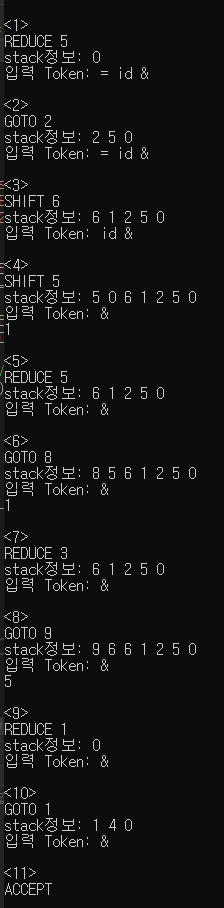 <1>
REDUCE 5
stack정보: 0
입력 Token: = id &
<2>
GOTO 2
stack정보: 2 5 0
입력 Token: = id &
<3>
SHIFT 6
stack정보: 6 1 2 5 0
입력 Token: id &
<4>
SHIFT 5
stack정보: 5 0 6 1 2 5 0
입력 Token: &
1
<5>
REDUCE 5
stack정보: 6 1 2 5 0
입력 Token: &
<6>
GOTO 8
stack정보: 8 5 6 1 2 5 0
입력 Token: &
1
<7>
REDUCE 3
stack정보: 6 1 2 5 0
입력 Token: &
<8>
GOTO 9
stack정보: 9 6 6 1 2 5 0
입력 Token: &
5
<9>
REDUCE 1
stack정보: 0
입력 Token: &
<10>
GOTO 1
stack정보: 1 4 0
입력 Token: &
<11>
ACCEPT